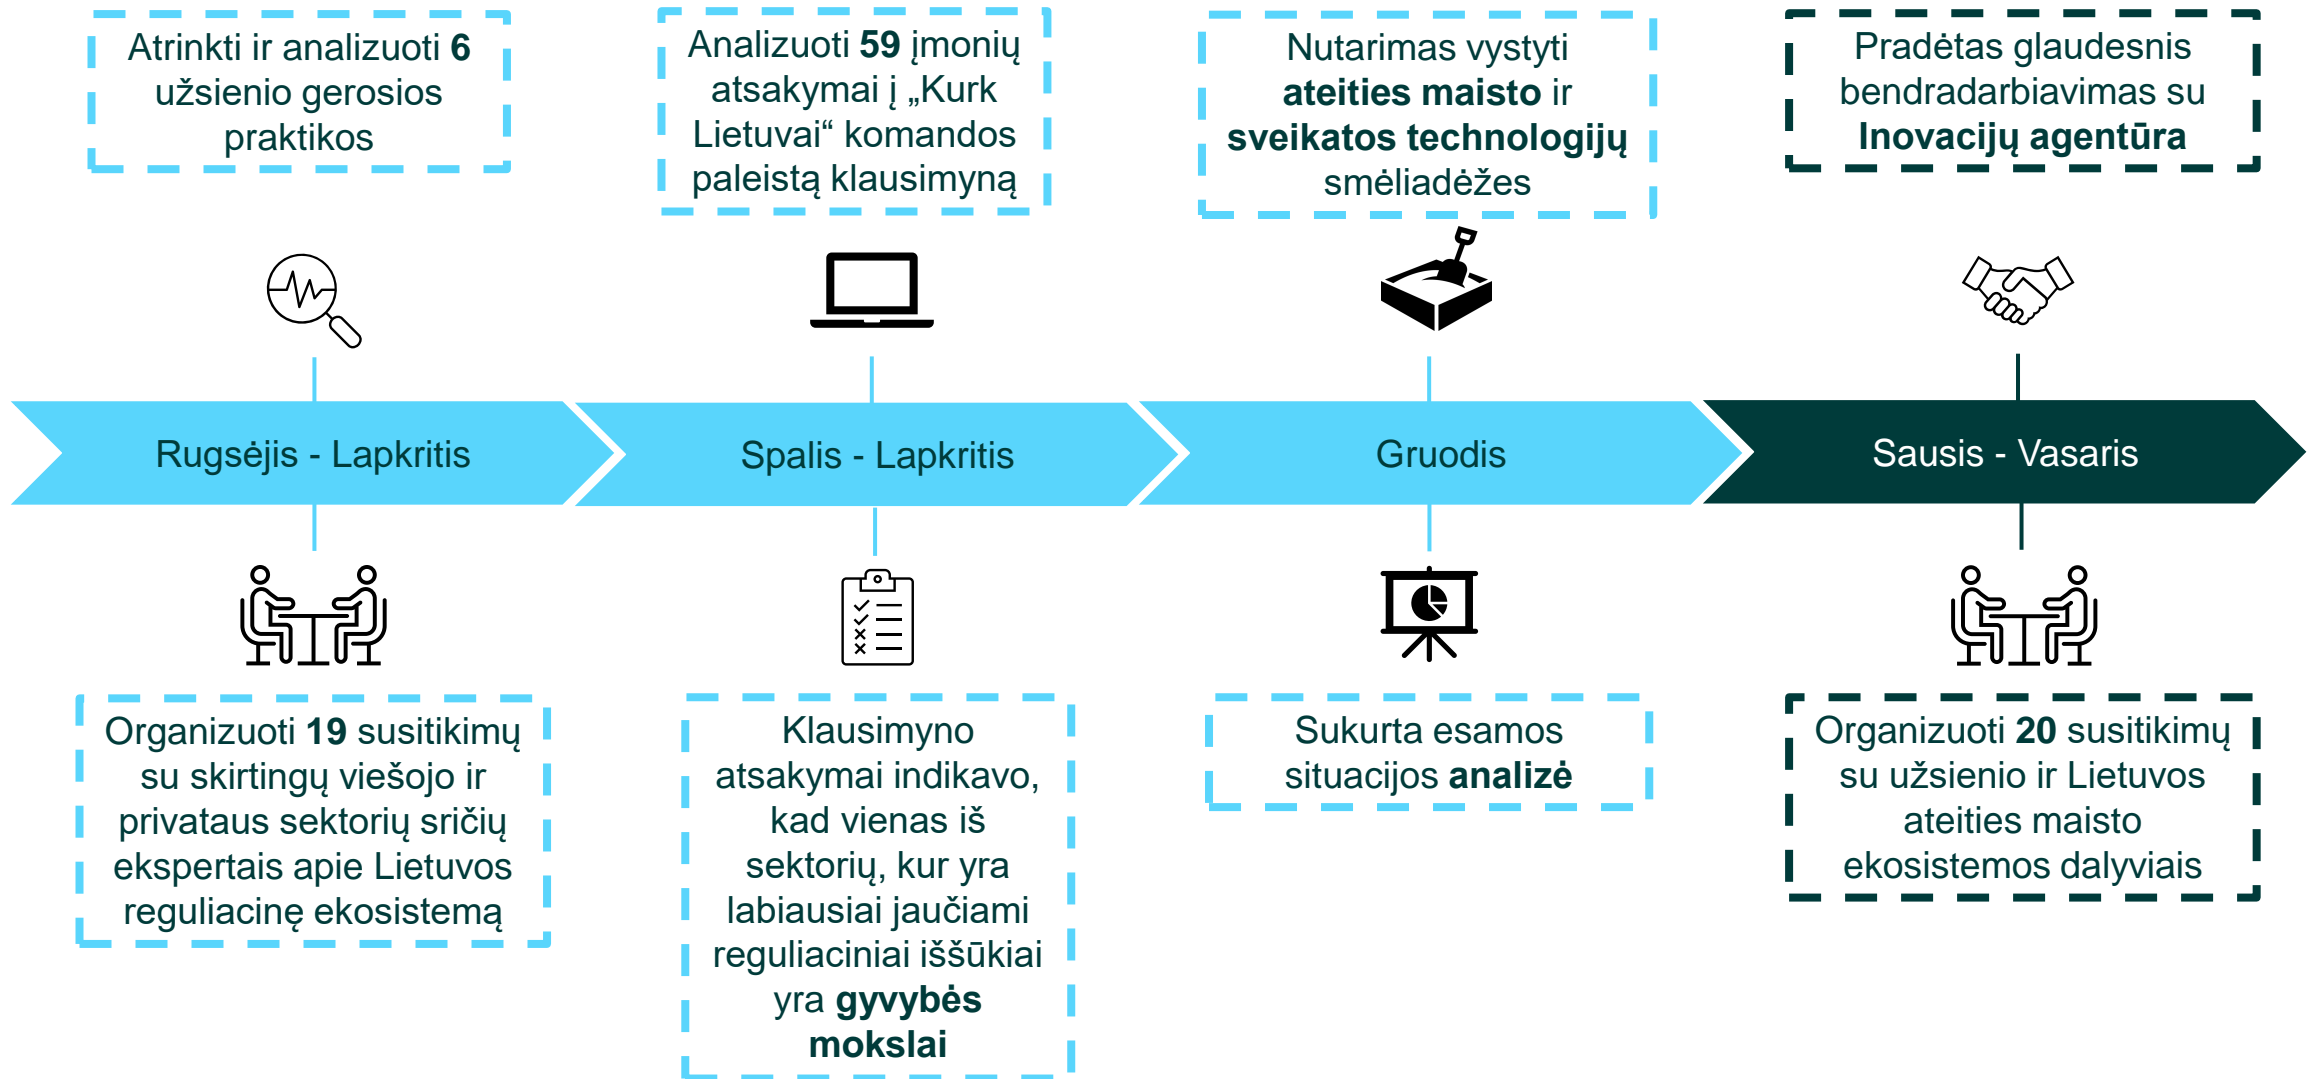 Atrinkti ir analizuoti 6
užsienio gerosios
praktikos
Analizuoti 59 įmonių
atsakymai į „Kurk
Lietuvai“ komandos
paleistą klausimyną
Nutarimas vystyti
ateities maisto ir
sveikatos technologijų
smėliadėžes
Pradėtas glaudesnis
bendradarbiavimas su
Inovacijų agentūra
Rugsėjis - Lapkritis
Spalis - Lapkritis
Gruodis
Sausis - Vasaris
Organizuoti 19 susitikimų
su skirtingų viešojo ir
privataus sektorių sričių
ekspertais apie Lietuvos
reguliacinę ekosistemą
Klausimyno
atsakymai indikavo,
kad vienas iš
sektorių, kur yra
labiausiai jaučiami
reguliaciniai iššūkiai
yra gyvybės
mokslai
Sukurta esamos
situacijos analizė
Organizuoti 20 susitikimų
su užsienio ir Lietuvos
ateities maisto
ekosistemos dalyviais